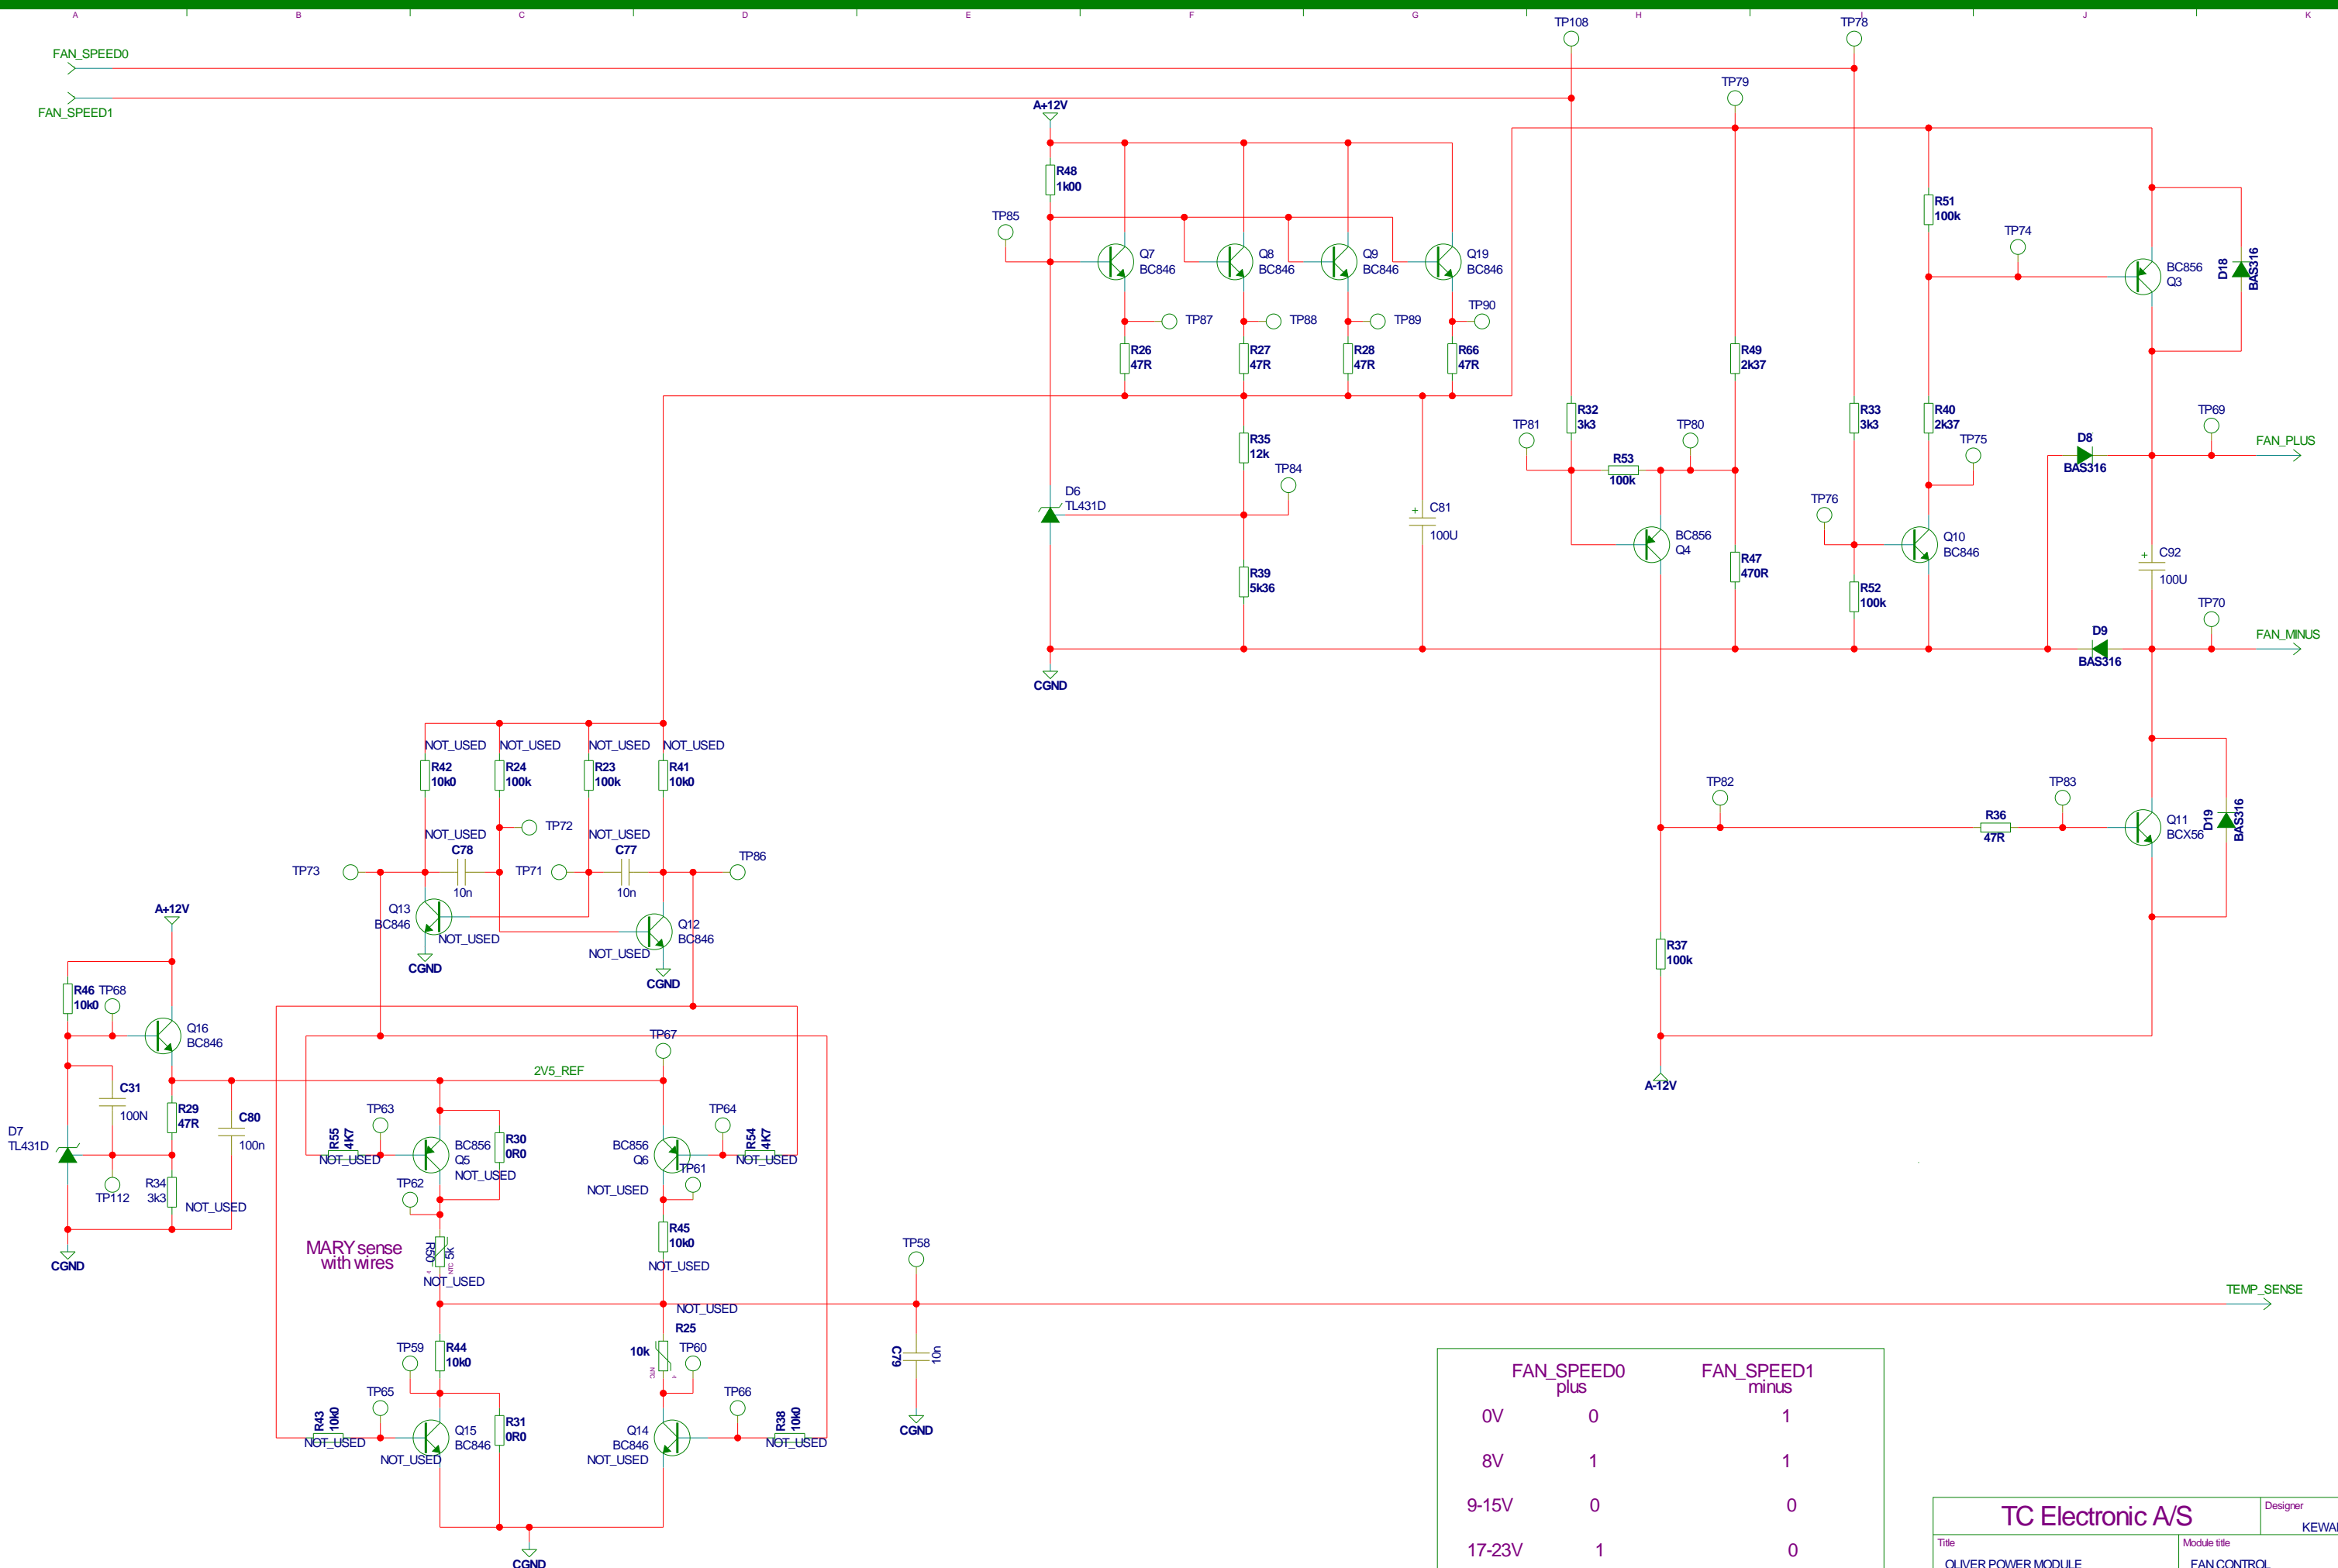 A B C D E F G H J K
FAN_SPEED0
FAN_SPEED1
TP108
TP78
TP79
A+12V
R48
1k00
TP85
Q7
BC846
Q8
BC846
Q9
BC846
Q19
BC846
TP87
TP88
TP89
TP90
R26
47R
R27
47R
R28
47R
R66
47R
R51
100k
TP74
BC856
Q3
D18
BAS316
R49
2k37
R32
3k3
R33
3k3
R40
2k37
TP75
TP81
TP80
R53
100k
R35
12k
TP84
D6
TL431D
+
C81
100U
R39
5k36
BC856
Q4
R47
470R
TP76
R52
100k
Q10
BC846
D8
BAS316
TP69
FAN_PLUS
+
C92
100U
TP70
FAN_MINUS
D9
BAS316
CGND
NOT_USED NOT_USED NOT_USED NOT_USED
R42
10k0
R24
100k
R23
100k
R41
10k0
TP72
NOT_USED
C78
10n
NOT_USED
C77
10n
TP73
TP71
TP86
Q13
BC846
NOT_USED
CGND
Q12
BC846
NOT_USED
CGND
TP82
TP83
R36
47R
Q11
BCX56
D19
BAS316
R37
100k
A-12V
A+12V
R46
10k0
TP68
Q16
BC846
C31
100N
R29
47R
C80
100n
D7
TL431D
TP112
R34
3k3
NOT_USED
CGND
2V5_REF
TP67
TP63
R55
4K7
NOT_USED
BC856
Q5
NOT_USED
R30
0R0
TP62
TP64
BC856
Q6
NOT_USED
R54
4K7
NOT_USED
TP61
MARY sense
with wires
R50
5k
NTC
NOT_USED
R45
10k0
NOT_USED
TP58
TEMP_SENSE
NOT_USED
R25
10k
NTC
TP60
TP59
R44
10k0
C79
10n
CGND
TP65
R43
10k0
NOT_USED
Q15
BC846
NOT_USED
R31
0R0
Q14
BC846
NOT_USED
TP66
R38
10k0
NOT_USED
CGND
FAN_SPEED0 FAN_SPEED1
plus minus
0V 0 1
8V 1 1
9-15V 0 0
17-23V 1 0
TC Electronic A/S
Designer
Title
OLIVER POWER MODULE
Module title
FAN CONTROL